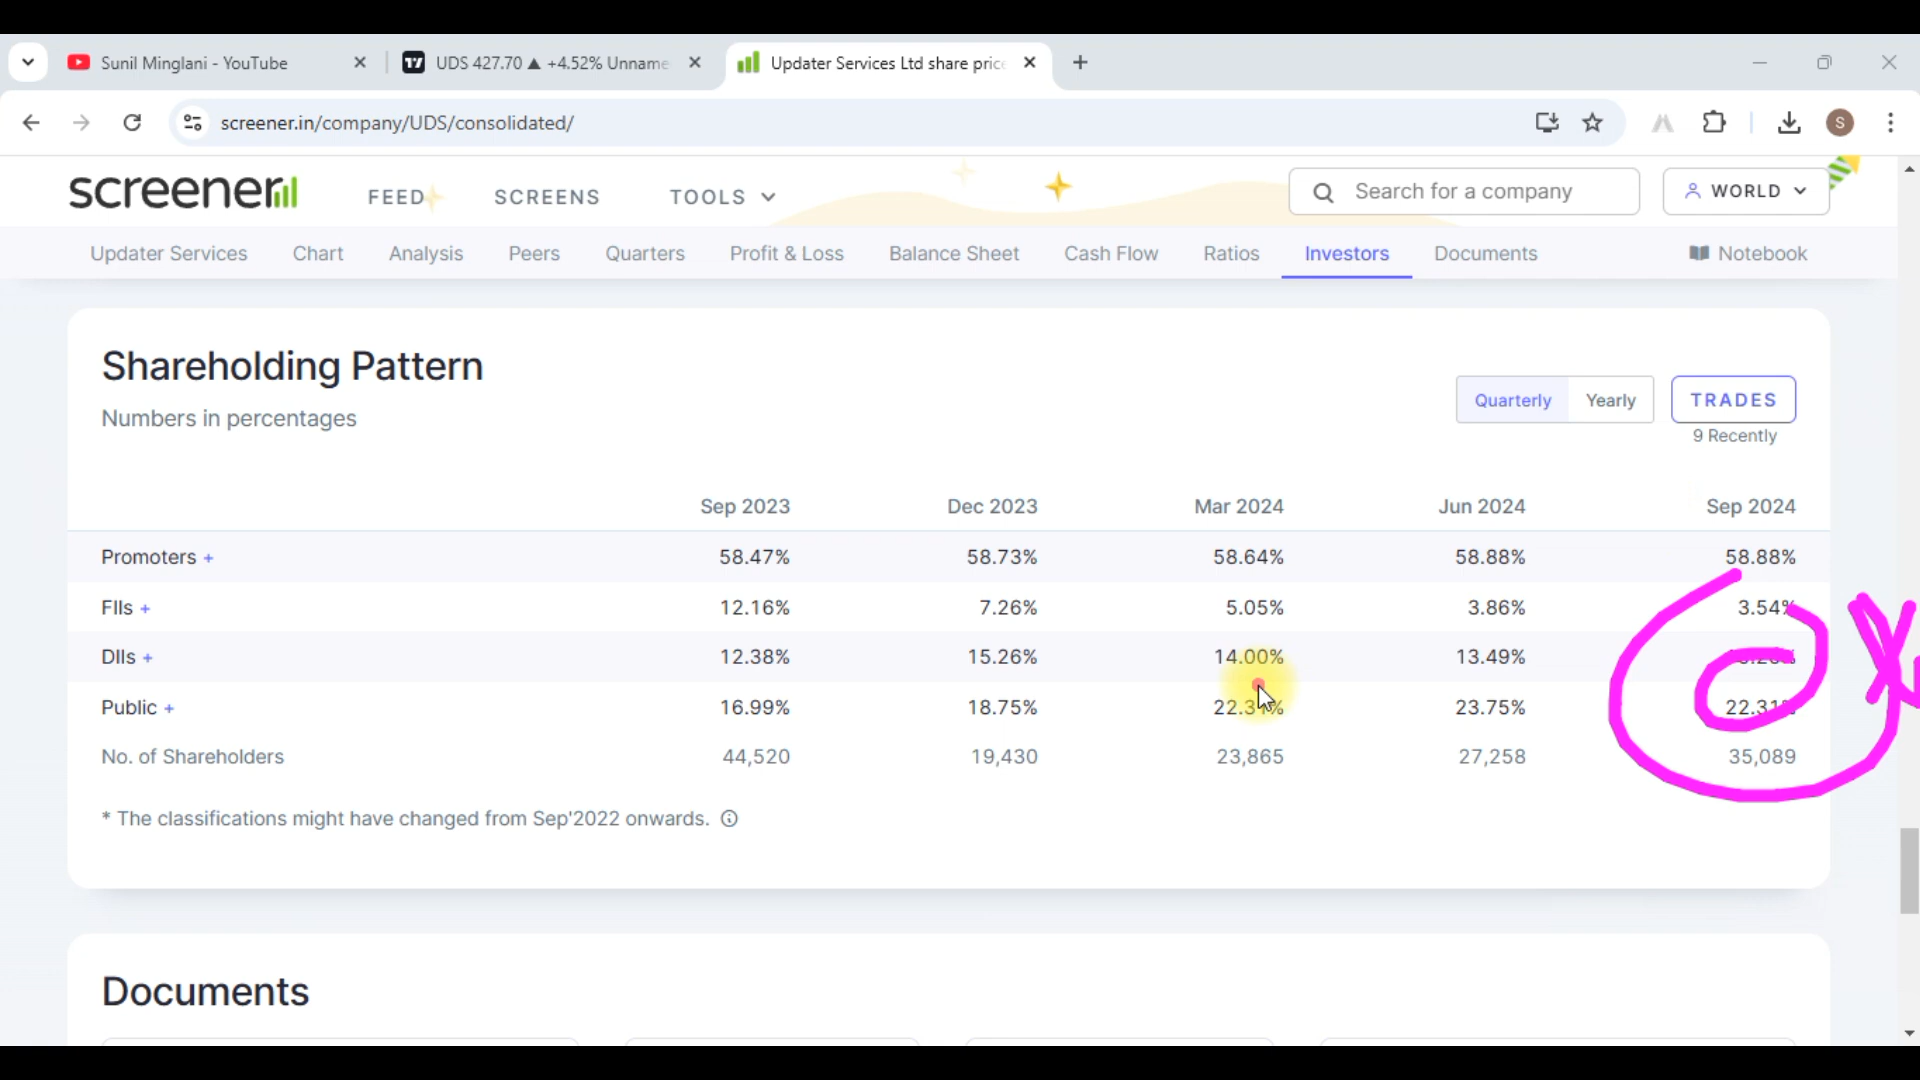 Sunil Minglani - YouTube
UDS 427.70 ▲ +4.52% Unname
Updater Services Ltd share pric
screener.in/company/UDS/consolidated/
S
screener
FEED
SCREENS
TOOLS
Search for a company
WORLD
Updater Services
Chart
Analysis
Peers
Quarters
Profit & Loss
Balance Sheet
Cash Flow
Ratios
Investors
Documents
Notebook
Shareholding Pattern
Numbers in percentages
Quarterly
Yearly
TRADES
9 Recently
Sep 2023 Dec 2023 Mar 2024 Jun 2024 Sep 2024
Promoters + 58.47% 58.73% 58.64% 58.88% 58.88%
FIIs + 12.16% 7.26% 5.05% 3.86% 3.54%
DIIs + 12.38% 15.26% 14.00% 13.49%
Public + 16.99% 18.75% 22.31% 23.75% 22.31%
No. of Shareholders 44,520 19,430 23,865 27,258 35,089
* The classifications might have changed from Sep'2022 onwards.
Documents